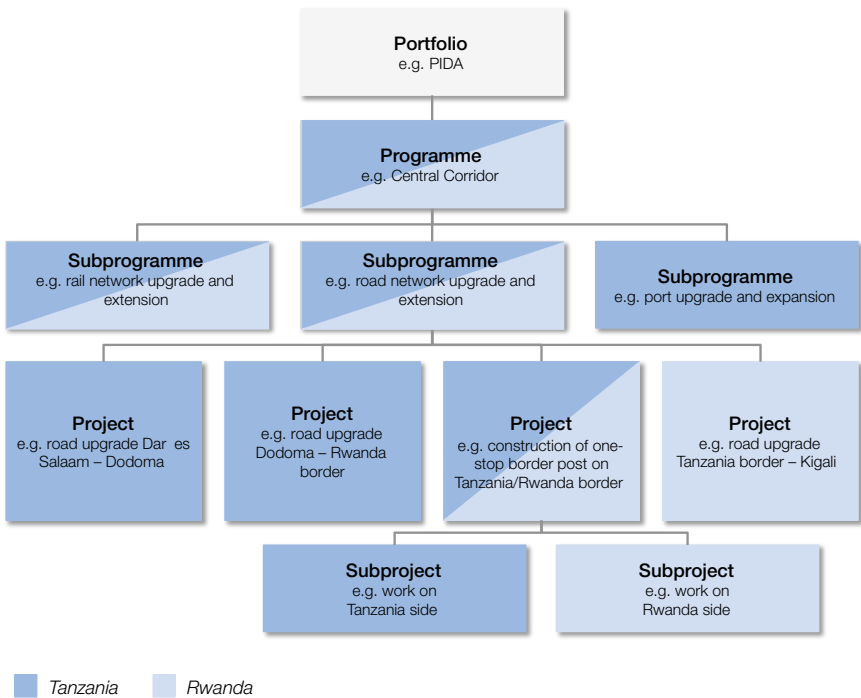 Portfolio
e.g. PIDA
Programme
e.g. Central Corridor
Subprogramme
e.g. rail network upgrade and
extension
Subprogramme
e.g. road network upgrade and
extension
Subprogramme
e.g. port upgrade and expansion
Project
e.g. road upgrade Dar es
Salaam – Dodoma
Project
e.g. road upgrade
Dodoma – Rwanda
border
Project
e.g. construction of one-
stop border post on
Tanzania/Rwanda border
Project
e.g. road upgrade
Tanzania border – Kigali
Subproject
e.g. work on
Tanzania side
Subproject
e.g. work on
Rwanda side
Tanzania
Rwanda